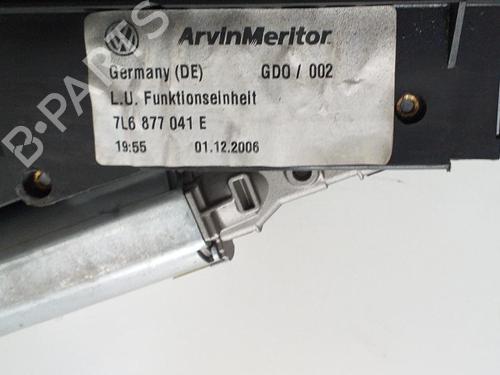 ArvinMeritor
Germany (DE) GDO / 002
L.U. Funktionseinheit
7L6 877 041 E
19:55 01.12.2006
B-PARTS